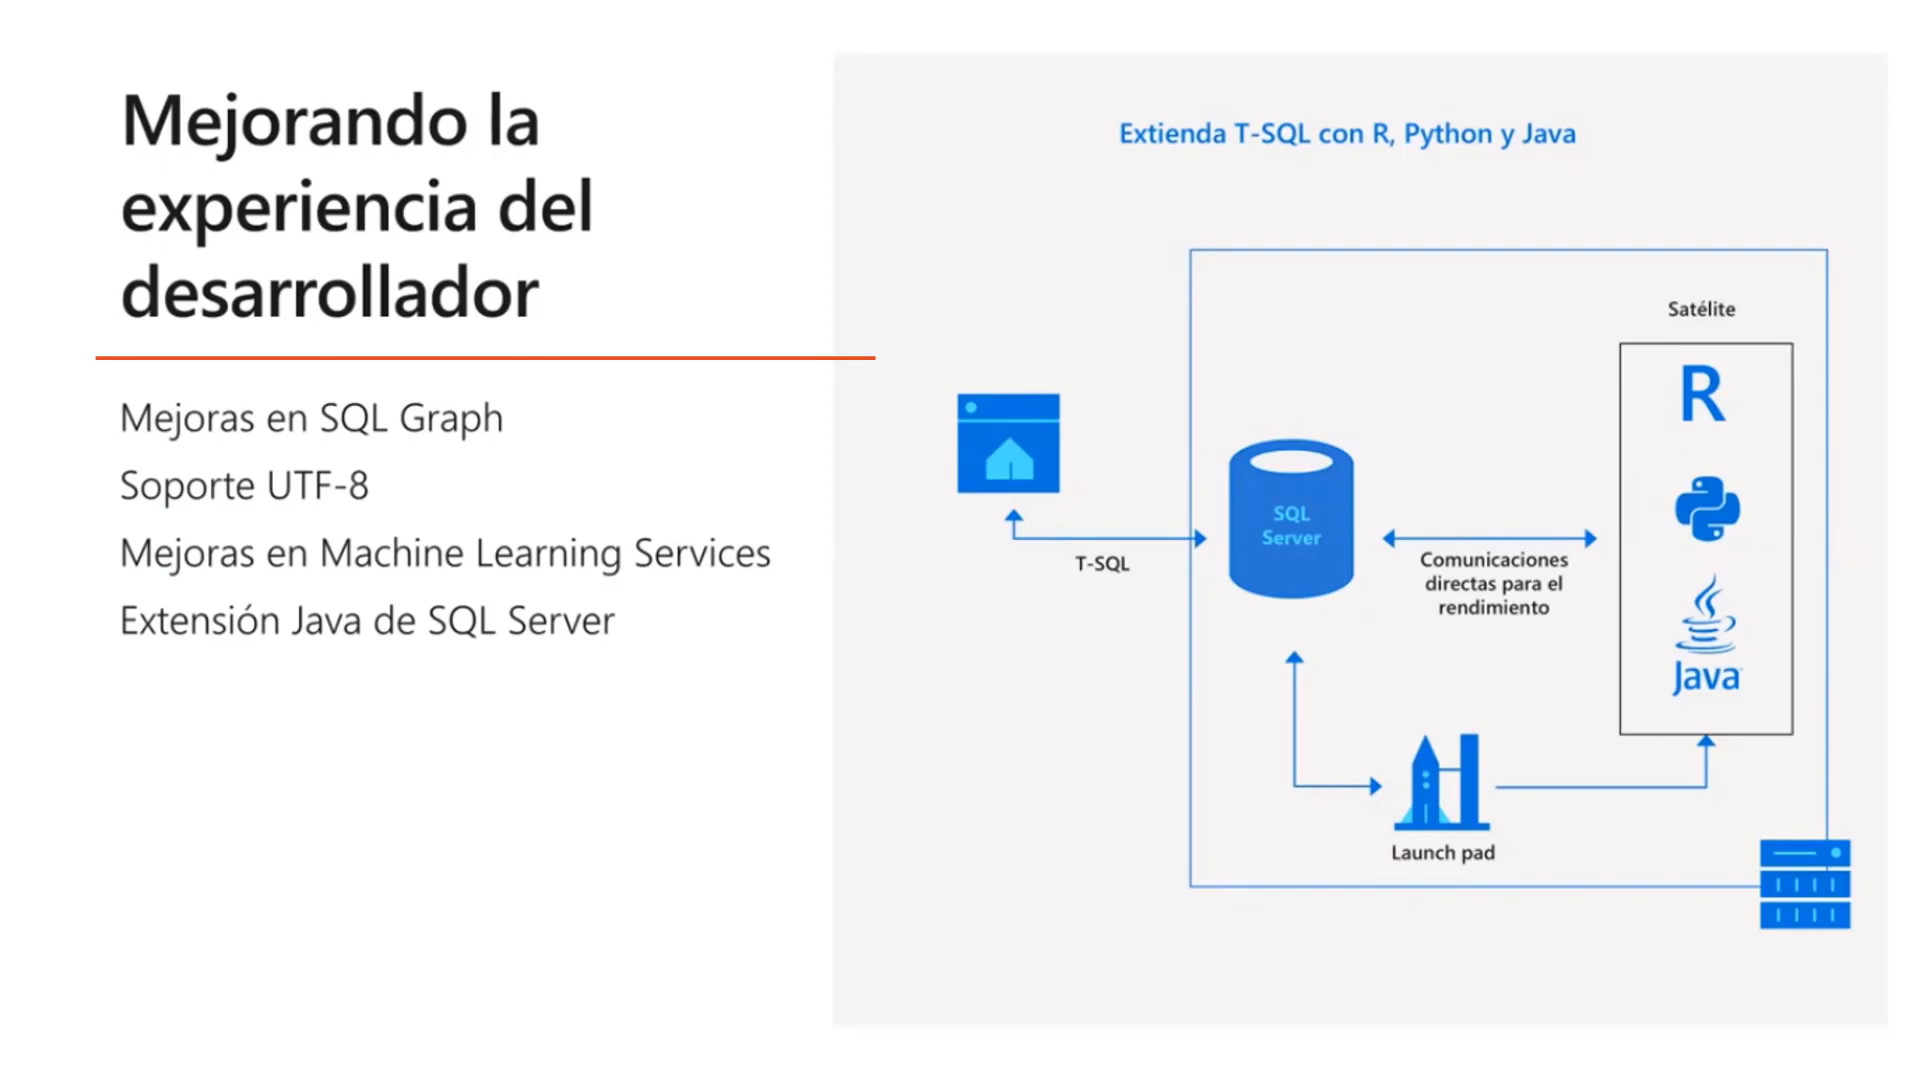 Mejorando la
experiencia del
desarrollador
Mejoras en SQL Graph
Soporte UTF-8
Mejoras en Machine Learning Services
Extensión Java de SQL Server
Extienda T-SQL con R, Python y Java
Satélite
R
SQL
Server
T-SQL
Comunicaciones
directas para el
rendimiento
Java
Launch pad